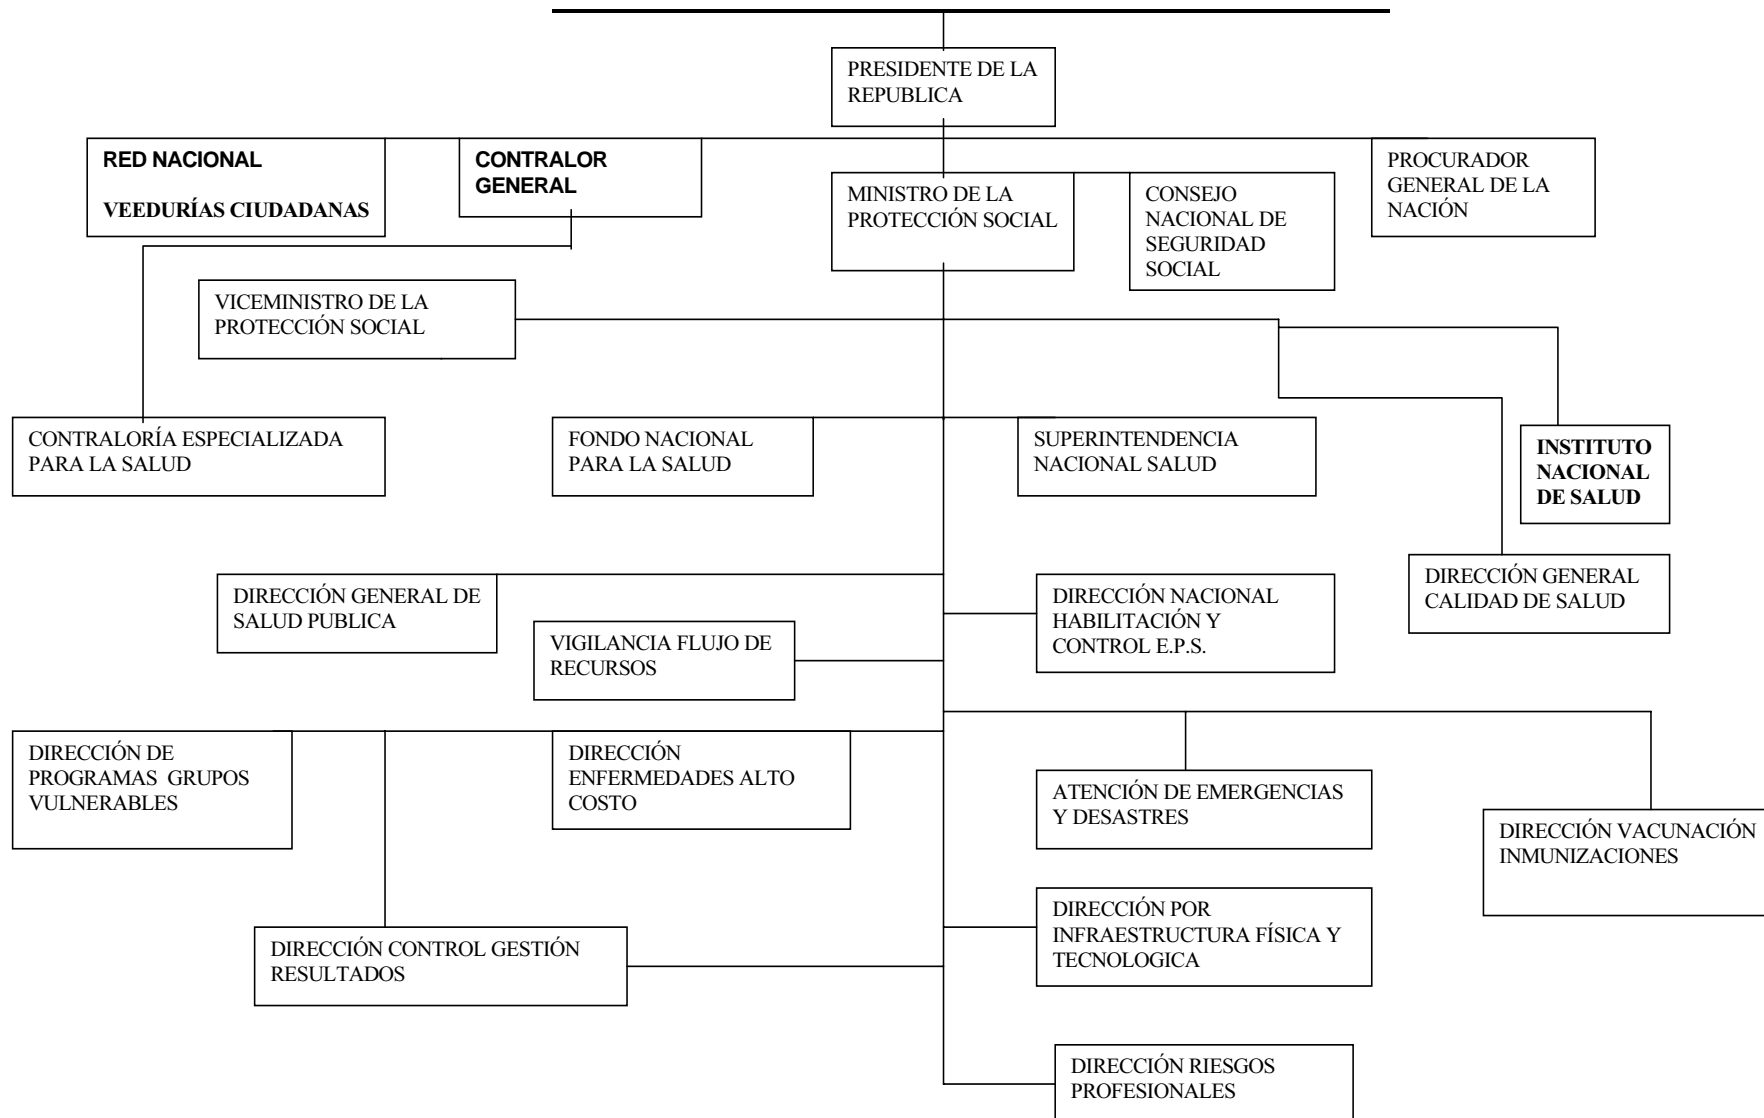 PRESIDENTE DE LA
REPUBLICA
RED NACIONAL
VEEDURÍAS CIUDADANAS
CONTRALOR
GENERAL
MINISTRO DE LA
PROTECCIÓN SOCIAL
CONSEJO
NACIONAL DE
SEGURIDAD
SOCIAL
PROCURADOR
GENERAL DE LA
NACIÓN
VICEMINISTRO DE LA
PROTECCIÓN SOCIAL
CONTRALORÍA ESPECIALIZADA
PARA LA SALUD
FONDO NACIONAL
PARA LA SALUD
SUPERINTENDENCIA
NACIONAL SALUD
INSTITUTO
NACIONAL
DE SALUD
DIRECCIÓN GENERAL DE
SALUD PUBLICA
VIGILANCIA FLUJO DE
RECURSOS
DIRECCIÓN NACIONAL
HABILITACIÓN Y
CONTROL E.P.S.
DIRECCIÓN GENERAL
CALIDAD DE SALUD
DIRECCIÓN DE
PROGRAMAS  GRUPOS
VULNERABLES
DIRECCIÓN
ENFERMEDADES ALTO
COSTO
ATENCIÓN DE EMERGENCIAS
Y DESASTRES
DIRECCIÓN VACUNACIÓN
INMUNIZACIONES
DIRECCIÓN CONTROL GESTIÓN
RESULTADOS
DIRECCIÓN POR
INFRAESTRUCTURA FÍSICA Y
TECNOLOGICA
DIRECCIÓN RIESGOS
PROFESIONALES